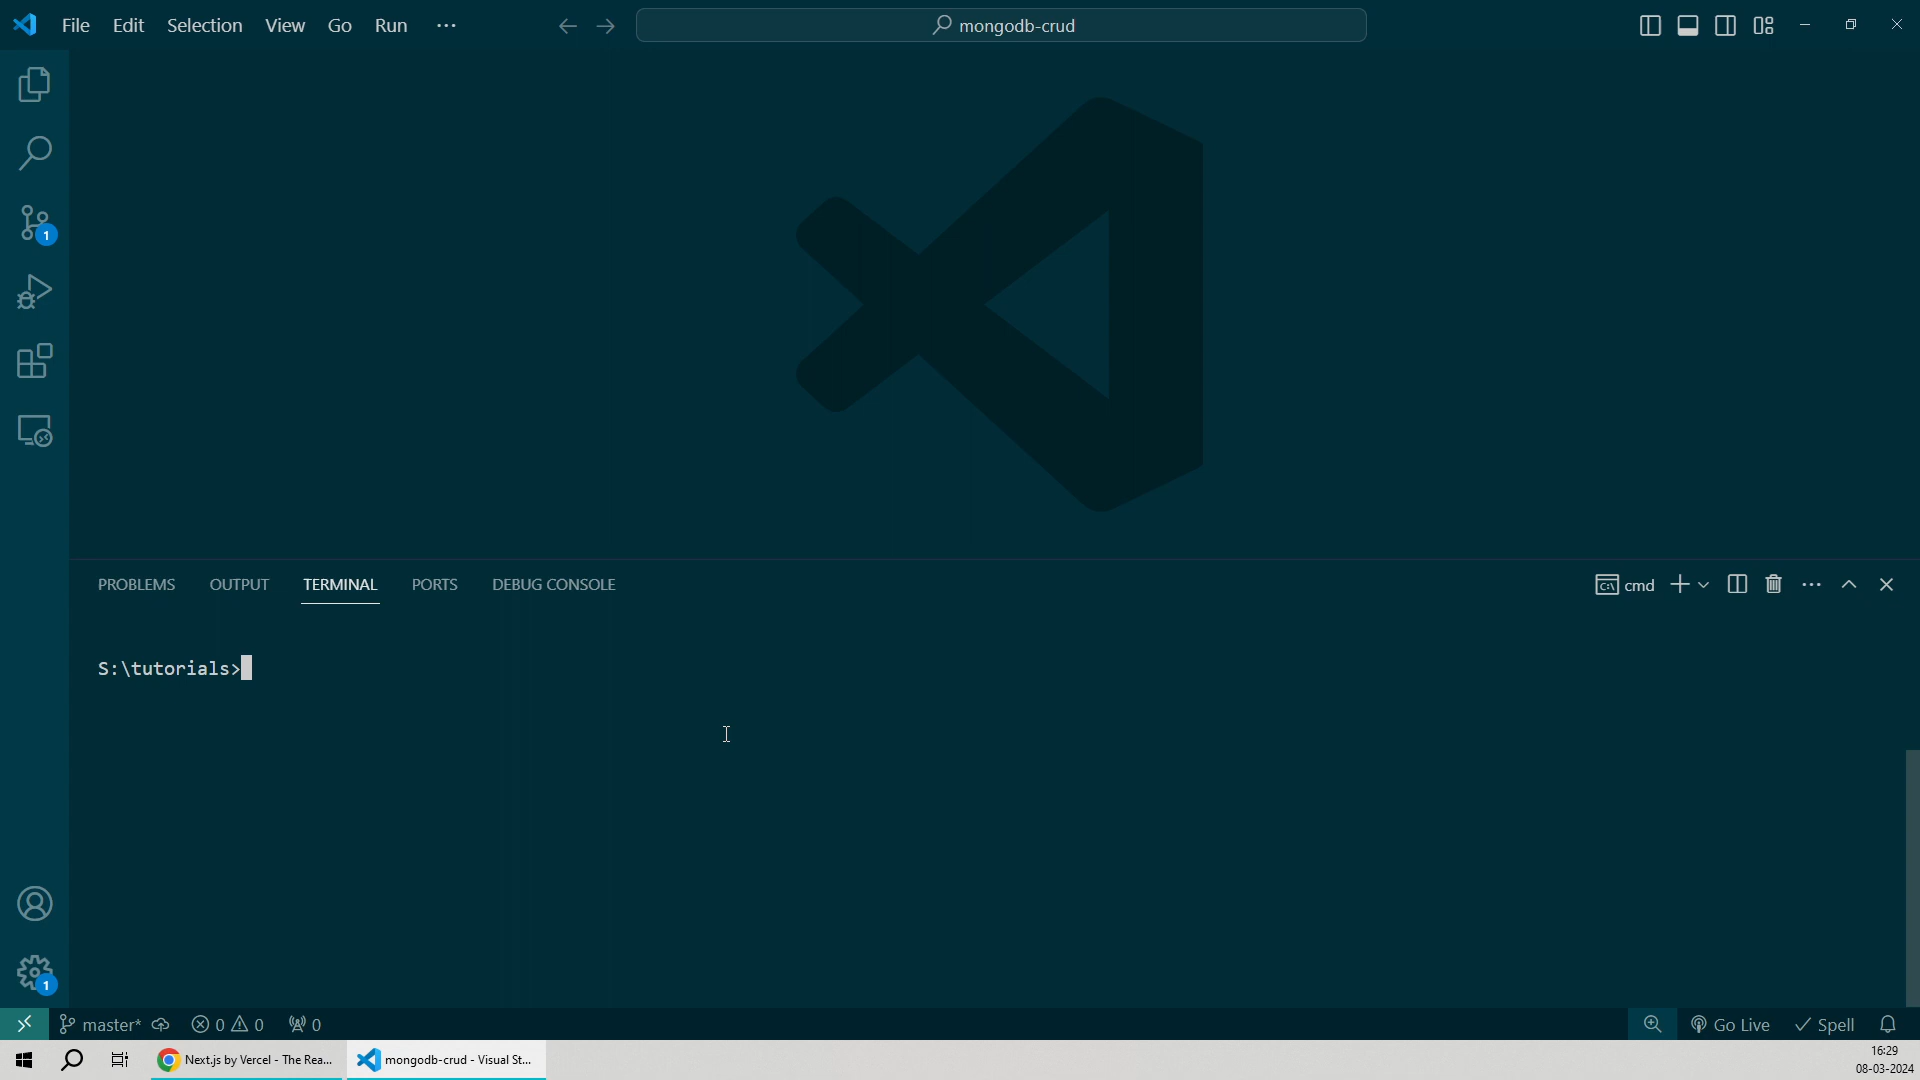 File Edit Selection View Go Run ...
mongodb-crud
1
PROBLEMS OUTPUT TERMINAL PORTS DEBUG CONSOLE
cmd
S:\tutorials>
1
master* 0 0 0
Go Live Spell
Next.js by Vercel - The Rea...
mongodb-crud - Visual St...
16:29
08-03-2024